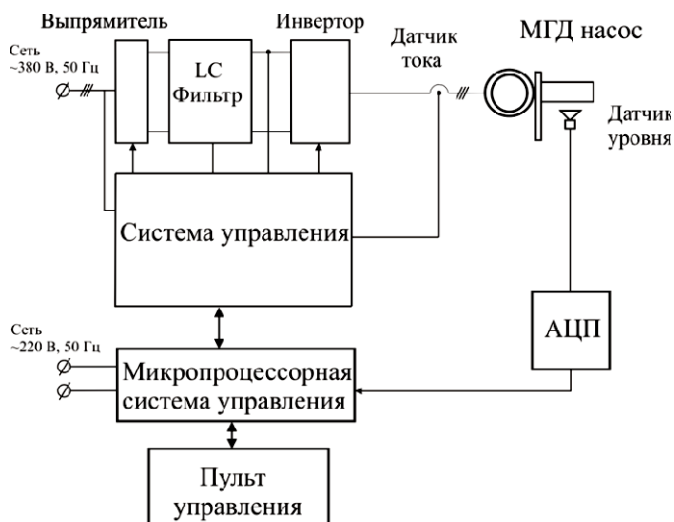 Выпрямитель
Инвертор
Датчик
тока
МГД насос
Сеть
~380 В, 50 Гц
LC
Фильтр
Датчик
уровня
Система управления
Сеть
~220 В, 50 Гц
АЦП
Микропроцессорная
система управления
Пульт
управления